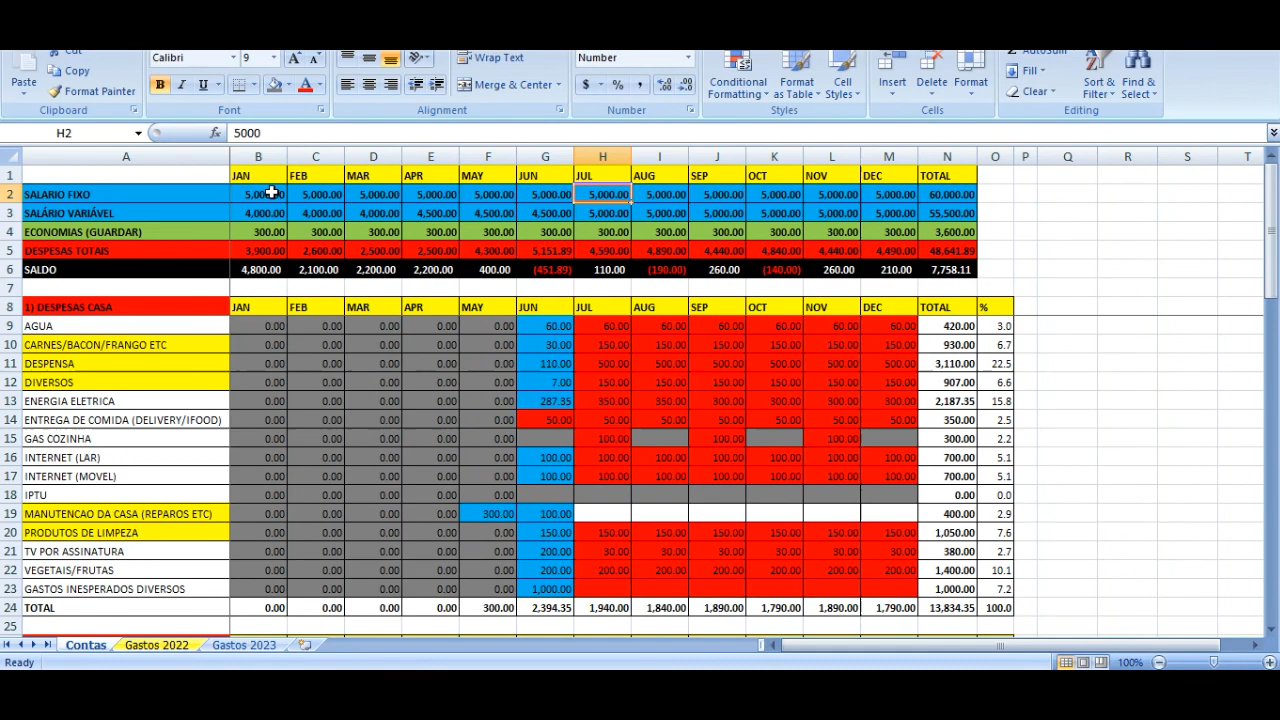 Cut Calibri 9 A A Wrap Text Number AutoSum
Paste Copy Conditional Format Cell Insert Delete Format Fill Sort & Find &
Format Painter B I U A Merge & Center $ % , Formatting as Table Styles Clear Filter Select
Clipboard Font Alignment Number Styles Cells Editing
H2 fx 5000
A B C D E F G H I J K L M N O P Q R S T
1 JAN FEB MAR APR MAY JUN JUL AUG SEP OCT NOV DEC TOTAL
2 SALARIO FIXO 5,000.00 5,000.00 5,000.00 5,000.00 5,000.00 5,000.00 5,000.00 5,000.00 5,000.00 5,000.00 5,000.00 5,000.00 60,000.00
3 SALÁRIO VARIÁVEL 4,000.00 4,000.00 4,000.00 4,500.00 4,500.00 4,500.00 5,000.00 5,000.00 5,000.00 5,000.00 5,000.00 5,000.00 55,500.00
4 ECONOMIAS (GUARDAR) 300.00 300.00 300.00 300.00 300.00 300.00 300.00 300.00 300.00 300.00 300.00 300.00 3,600.00
5 DESPESAS TOTAIS 3,900.00 2,600.00 2,500.00 2,500.00 4,300.00 5,151.89 4,590.00 4,890.00 4,440.00 4,840.00 4,440.00 4,490.00 48,641.89
6 SALDO 4,800.00 2,100.00 2,200.00 2,200.00 400.00 (451.89) 110.00 (190.00) 260.00 (140.00) 260.00 210.00 7,758.11
7
8 1) DESPESAS CASA JAN FEB MAR APR MAY JUN JUL AUG SEP OCT NOV DEC TOTAL %
9 AGUA 0.00 0.00 0.00 0.00 0.00 60.00 60.00 60.00 60.00 60.00 60.00 60.00 420.00 3.0
10 CARNES/BACON/FRANGO ETC 0.00 0.00 0.00 0.00 0.00 30.00 150.00 150.00 150.00 150.00 150.00 150.00 930.00 6.7
11 DESPENSA 0.00 0.00 0.00 0.00 0.00 110.00 500.00 500.00 500.00 500.00 500.00 500.00 3,110.00 22.5
12 DIVERSOS 0.00 0.00 0.00 0.00 0.00 7.00 150.00 150.00 150.00 150.00 150.00 150.00 907.00 6.6
13 ENERGIA ELETRICA 0.00 0.00 0.00 0.00 0.00 287.35 350.00 350.00 300.00 300.00 300.00 300.00 2,187.35 15.8
14 ENTREGA DE COMIDA (DELIVERY/IFOOD) 0.00 0.00 0.00 0.00 0.00 50.00 50.00 50.00 50.00 50.00 50.00 50.00 350.00 2.5
15 GAS COZINHA 0.00 0.00 0.00 0.00 0.00 100.00 100.00 100.00 300.00 2.2
16 INTERNET (LAR) 0.00 0.00 0.00 0.00 0.00 100.00 100.00 100.00 100.00 100.00 100.00 100.00 700.00 5.1
17 INTERNET (MOVEL) 0.00 0.00 0.00 0.00 0.00 100.00 100.00 100.00 100.00 100.00 100.00 100.00 700.00 5.1
18 IPTU 0.00 0.00 0.00 0.00 0.00 0.00 0.0
19 MANUTENCAO DA CASA (REPAROS ETC) 0.00 0.00 0.00 0.00 300.00 100.00 400.00 2.9
20 PRODUTOS DE LIMPEZA 0.00 0.00 0.00 0.00 0.00 150.00 150.00 150.00 150.00 150.00 150.00 150.00 1,050.00 7.6
21 TV POR ASSINATURA 0.00 0.00 0.00 0.00 0.00 200.00 30.00 30.00 30.00 30.00 30.00 30.00 380.00 2.7
22 VEGETAIS/FRUTAS 0.00 0.00 0.00 0.00 0.00 200.00 200.00 200.00 200.00 200.00 200.00 200.00 1,400.00 10.1
23 GASTOS INESPERADOS DIVERSOS 0.00 0.00 0.00 0.00 0.00 1,000.00 1,000.00 7.2
24 TOTAL 0.00 0.00 0.00 0.00 300.00 2,394.35 1,940.00 1,840.00 1,890.00 1,790.00 1,890.00 1,790.00 13,834.35 100.0
25
Contas Gastos 2022 Gastos 2023
Ready 100%